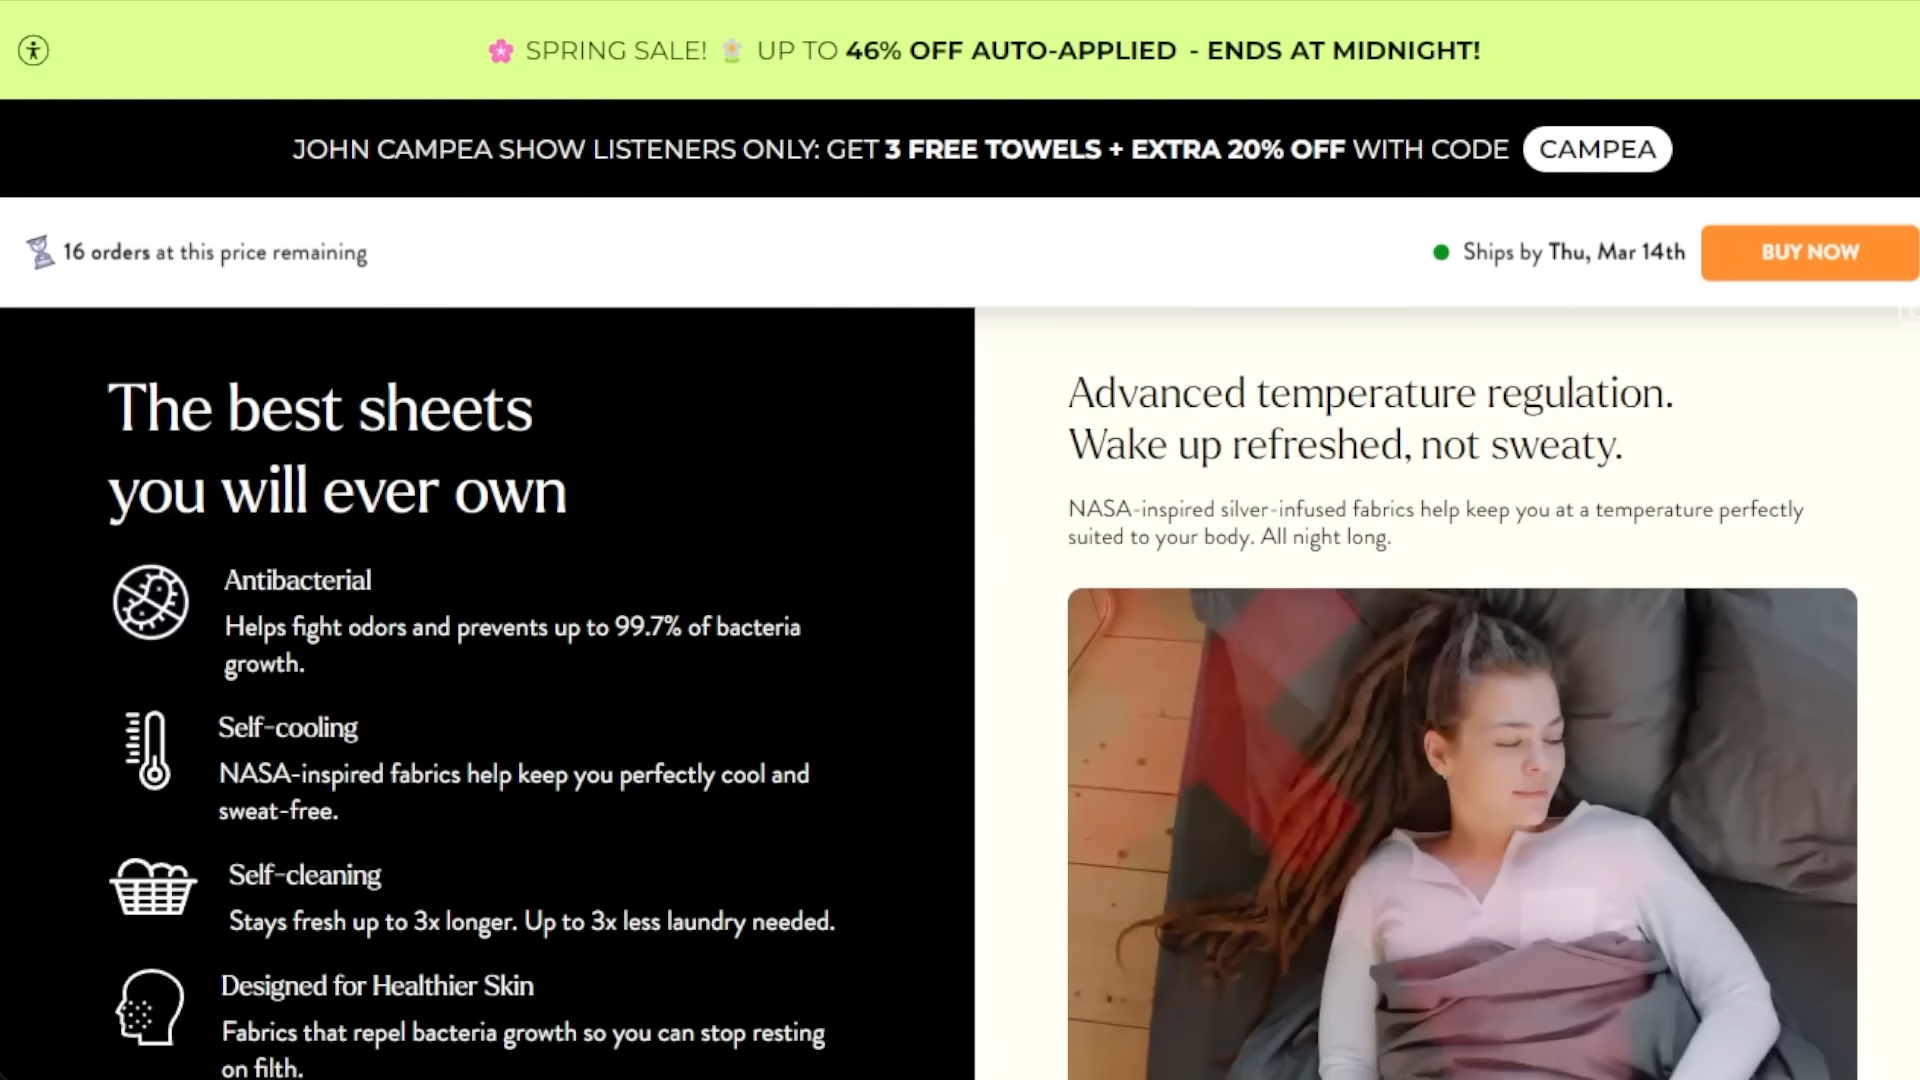 SPRING SALE! UP TO 46% OFF AUTO-APPLIED - ENDS AT MIDNIGHT!
JOHN CAMPEA SHOW LISTENERS ONLY: GET 3 FREE TOWELS + EXTRA 20% OFF WITH CODE CAMPEA
16 orders at this price remaining
Ships by Thu, Mar 14th
BUY NOW
The best sheets
you will ever own
Antibacterial
Helps fight odors and prevents up to 99.7% of bacteria
growth.
Self-cooling
NASA-inspired fabrics help keep you perfectly cool and
sweat-free.
Self-cleaning
Stays fresh up to 3x longer. Up to 3x less laundry needed.
Designed for Healthier Skin
Fabrics that repel bacteria growth so you can stop resting
on filth.
Advanced temperature regulation.
Wake up refreshed, not sweaty.
NASA-inspired silver-infused fabrics help keep you at a temperature perfectly
suited to your body. All night long.